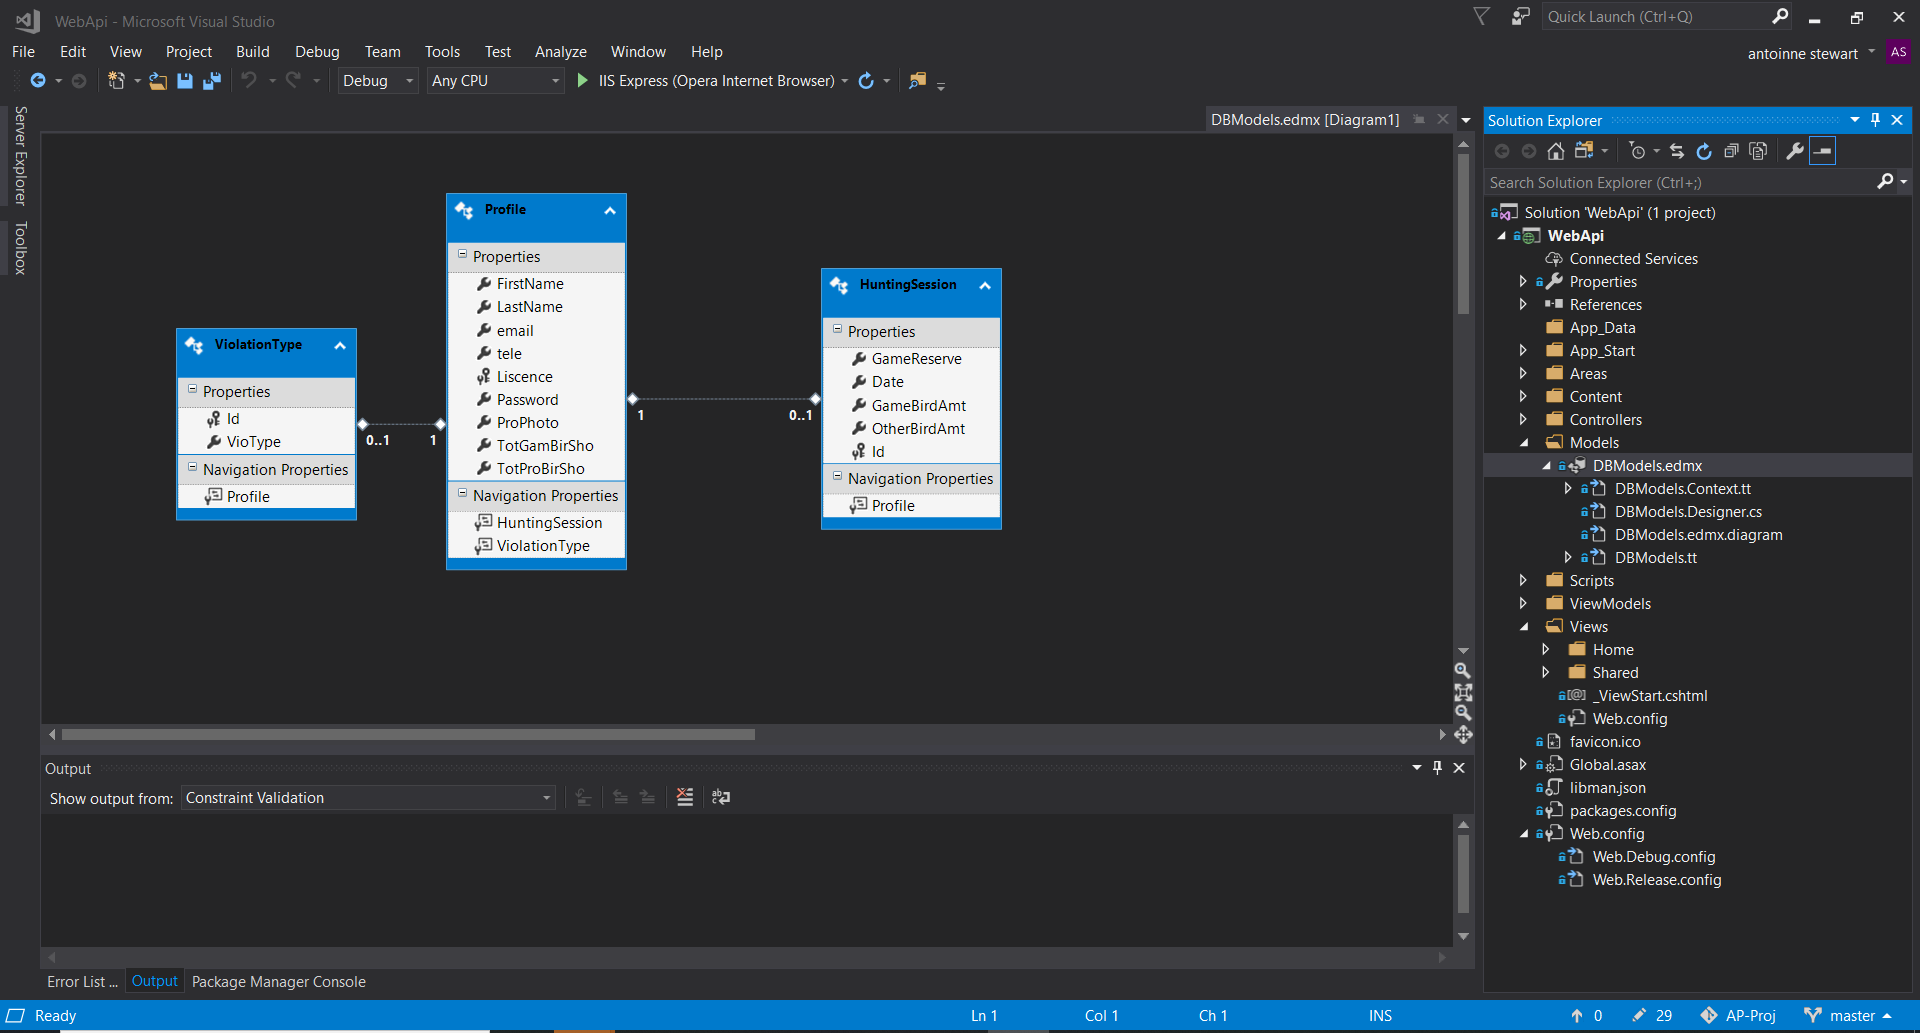 WebApi - Microsoft Visual Studio
Quick Launch (Ctrl+Q)
File Edit View Project Build Debug Team Tools Test Analyze Window Help
antoinne stewart
AS
Debug
Any CPU
IIS Express (Opera Internet Browser)
Server Explorer
Toolbox
DBModels.edmx [Diagram1]
ViolationType
Properties
Id
VioType
Navigation Properties
Profile
0..1
1
Profile
Properties
FirstName
LastName
email
tele
Liscence
Password
ProPhoto
TotGamBirSho
TotProBirSho
Navigation Properties
HuntingSession
ViolationType
1
0..1
HuntingSession
Properties
GameReserve
Date
GameBirdAmt
OtherBirdAmt
Id
Navigation Properties
Profile
Output
Show output from: Constraint Validation
Error List ... Output Package Manager Console
Solution Explorer
Search Solution Explorer (Ctrl+;)
Solution 'WebApi' (1 project)
WebApi
Connected Services
Properties
References
App_Data
App_Start
Areas
Content
Controllers
Models
DBModels.edmx
DBModels.Context.tt
DBModels.Designer.cs
DBModels.edmx.diagram
DBModels.tt
Scripts
ViewModels
Views
Home
Shared
_ViewStart.cshtml
Web.config
favicon.ico
Global.asax
libman.json
packages.config
Web.config
Web.Debug.config
Web.Release.config
Ready
Ln 1 Col 1 Ch 1 INS
0 29 AP-Proj master